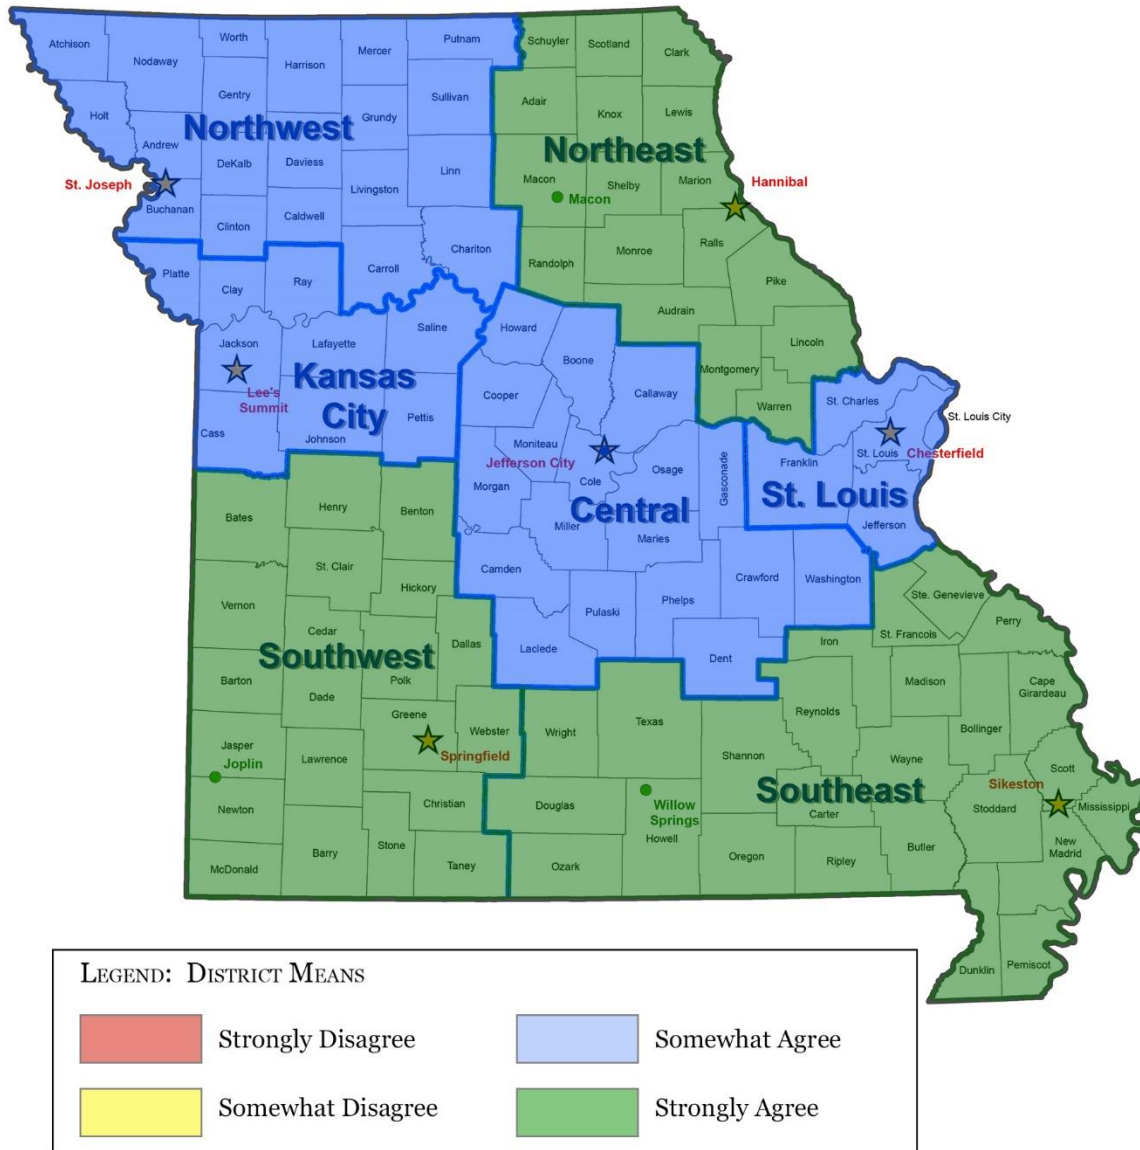 Atchison
Nodaway
Worth
Harrison
Mercer
Putnam
Schuyler
Scotland
Clark
Holt
Gentry
Grundy
Sullivan
Adair
Knox
Lewis
Northwest
Northeast
Andrew
DeKalb
Daviess
Livingston
Linn
Macon
Shelby
Marion
Hannibal
St. Joseph
Macon
Buchanan
Clinton
Caldwell
Chariton
Carroll
Randolph
Monroe
Ralls
Pike
Platte
Clay
Ray
Saline
Howard
Boone
Audrain
Lincoln
Jackson
Lafayette
Kansas
City
Lee's
Summit
Cass
Johnson
Pettis
Cooper
Callaway
Montgomery
Warren
St. Charles
St. Louis City
Moniteau
Jefferson City
Cole
Osage
Gasconade
Franklin
St. Louis
Chesterfield
Morgan
Central
St. Louis
Miller
Maries
Jefferson
Bates
Henry
Benton
St. Clair
Hickory
Camden
Pulaski
Phelps
Crawford
Washington
Ste. Genevieve
Vernon
Cedar
Dallas
Laclede
Dent
Iron
St. Francois
Perry
Southwest
Barton
Dade
Polk
Madison
Cape
Girardeau
Greene
Webster
Wright
Texas
Reynolds
Bollinger
Jasper
Joplin
Lawrence
Springfield
Shannon
Wayne
Scott
Southeast
Sikeston
Newton
Christian
Douglas
Willow
Springs
Howell
Carter
Stoddard
Mississippi
New
Madrid
McDonald
Barry
Stone
Taney
Ozark
Oregon
Ripley
Butler
Dunklin
Pemiscot
LEGEND: DISTRICT MEANS
Strongly Disagree
Somewhat Agree
Somewhat Disagree
Strongly Agree